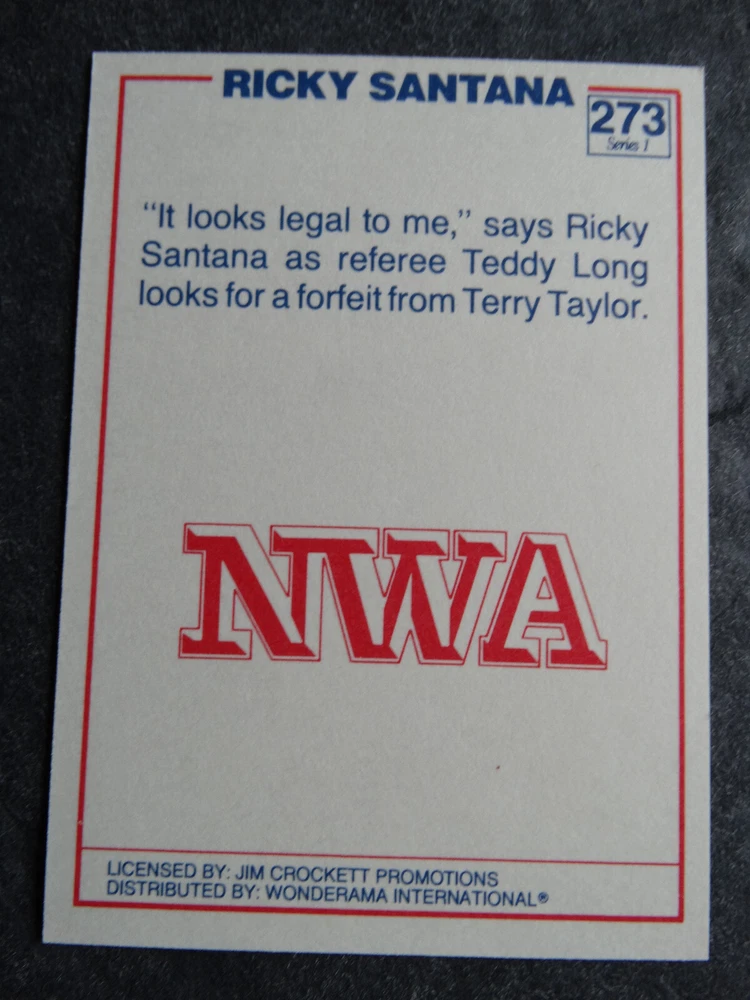 RICKY SANTANA
273
Series 1
“It looks legal to me,” says Ricky
Santana as referee Teddy Long
looks for a forfeit from Terry Taylor.
NWA
LICENSED BY: JIM CROCKETT PROMOTIONS
DISTRIBUTED BY: WONDERAMA INTERNATIONAL®